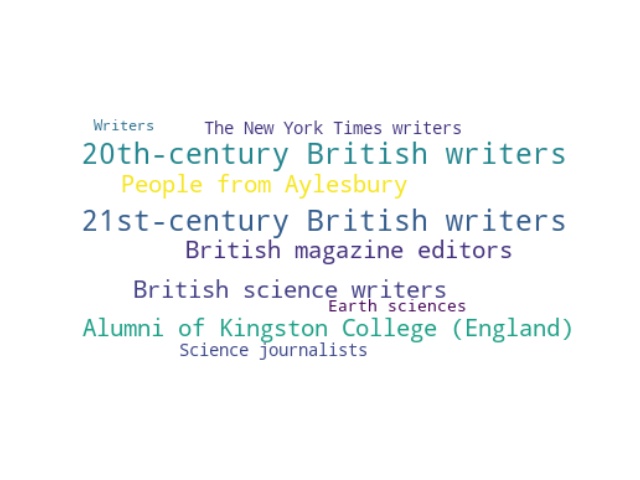 Writers
The New York Times writers
20th-century British writers
People from Aylesbury
21st-century British writers
British magazine editors
British science writers
Earth sciences
Alumni of Kingston College (England)
Science journalists